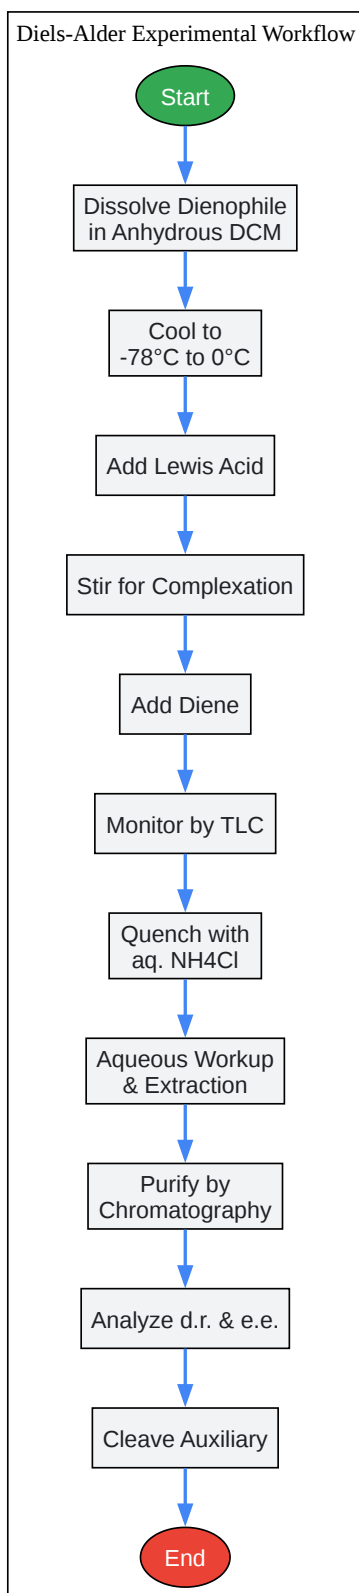 Diels-Alder Experimental Workflow
Start
Dissolve Dienophile
in Anhydrous DCM
Cool to
-78°C to 0°C
Add Lewis Acid
Stir for Complexation
Add Diene
Monitor by TLC
Quench with
aq. NH4Cl
Aqueous Workup
& Extraction
Purify by
Chromatography
Analyze d.r. & e.e.
Cleave Auxiliary
End